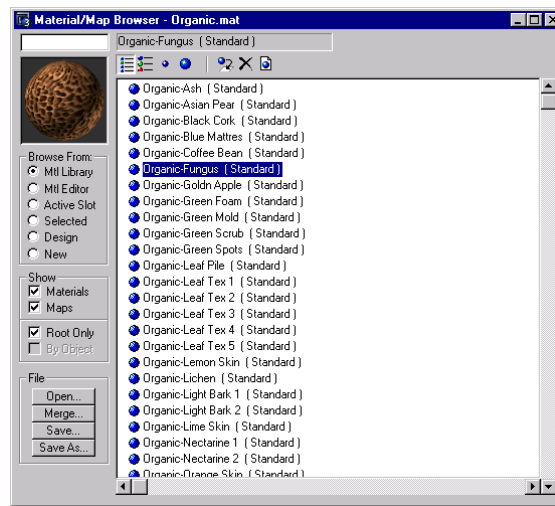 Material/Map Browser - Organic.mat
Organic-Fungus ( Standard )
Browse From:
Mtl Library
Mtl Editor
Active Slot
Selected
Design
New
Show
Materials
Maps
Root Only
By Object
File
Open...
Merge...
Save...
Save As...
Organic-Ash ( Standard )
Organic-Asian Pear ( Standard )
Organic-Black Cork ( Standard )
Organic-Blue Mattres ( Standard )
Organic-Coffee Bean ( Standard )
Organic-Fungus ( Standard )
Organic-Goldn Apple ( Standard )
Organic-Green Foam ( Standard )
Organic-Green Mold ( Standard )
Organic-Green Scrub ( Standard )
Organic-Green Spots ( Standard )
Organic-Leaf Pile ( Standard )
Organic-Leaf Tex 1 ( Standard )
Organic-Leaf Tex 2 ( Standard )
Organic-Leaf Tex 3 ( Standard )
Organic-Leaf Tex 4 ( Standard )
Organic-Leaf Tex 5 ( Standard )
Organic-Lemon Skin ( Standard )
Organic-Lichen ( Standard )
Organic-Light Bark 1 ( Standard )
Organic-Light Bark 2 ( Standard )
Organic-Lime Skin ( Standard )
Organic-Nectarine 1 ( Standard )
Organic-Nectarine 2 ( Standard )
Organic-Orange Skin ( Standard )